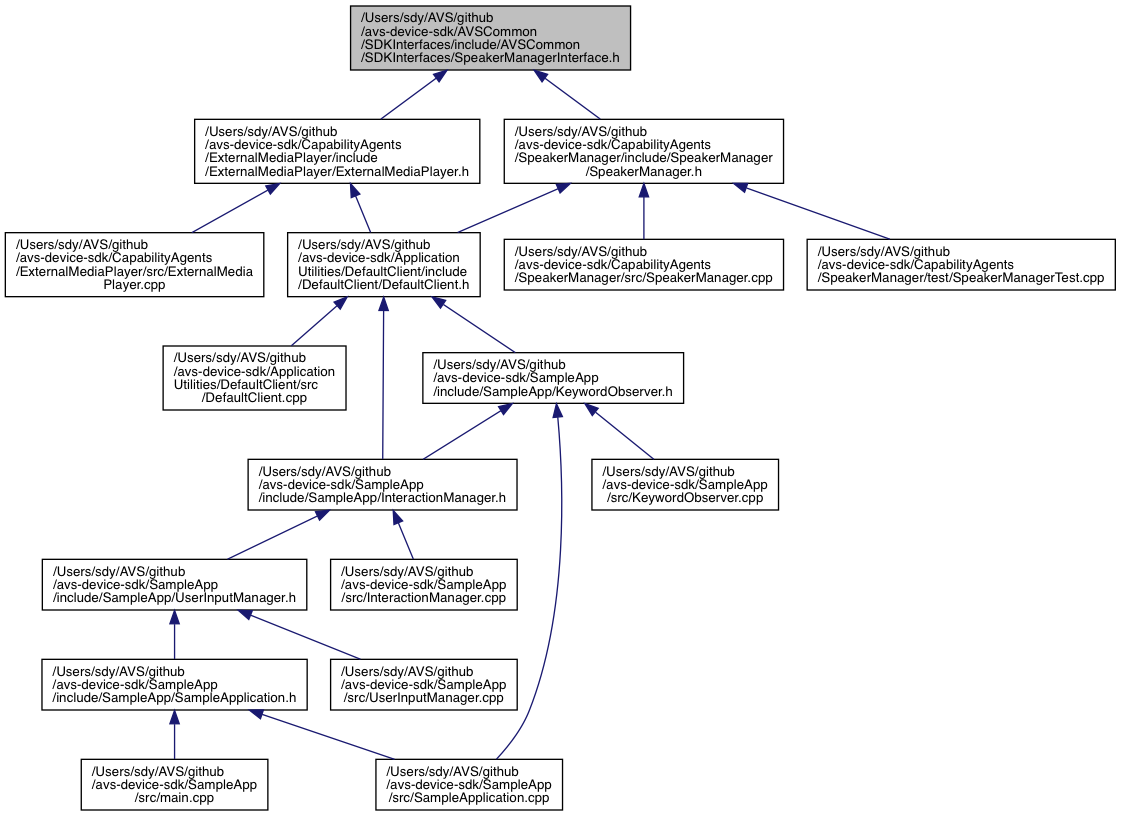 /Users/sdy/AVS/github
/avs-device-sdk/AVSCommon
/SDKInterfaces/include/AVSCommon
/SDKInterfaces/SpeakerManagerInterface.h
/Users/sdy/AVS/github
/avs-device-sdk/CapabilityAgents
/ExternalMediaPlayer/include
/ExternalMediaPlayer/ExternalMediaPlayer.h
/Users/sdy/AVS/github
/avs-device-sdk/CapabilityAgents
/SpeakerManager/include/SpeakerManager
/SpeakerManager.h
/Users/sdy/AVS/github
/avs-device-sdk/CapabilityAgents
/ExternalMediaPlayer/src/ExternalMedia
Player.cpp
/Users/sdy/AVS/github
/avs-device-sdk/Application
Utilities/DefaultClient/include
/DefaultClient/DefaultClient.h
/Users/sdy/AVS/github
/avs-device-sdk/CapabilityAgents
/SpeakerManager/src/SpeakerManager.cpp
/Users/sdy/AVS/github
/avs-device-sdk/CapabilityAgents
/SpeakerManager/test/SpeakerManagerTest.cpp
/Users/sdy/AVS/github
/avs-device-sdk/Application
Utilities/DefaultClient/src
/DefaultClient.cpp
/Users/sdy/AVS/github
/avs-device-sdk/SampleApp
/include/SampleApp/KeywordObserver.h
/Users/sdy/AVS/github
/avs-device-sdk/SampleApp
/include/SampleApp/InteractionManager.h
/Users/sdy/AVS/github
/avs-device-sdk/SampleApp
/src/KeywordObserver.cpp
/Users/sdy/AVS/github
/avs-device-sdk/SampleApp
/include/SampleApp/UserInputManager.h
/Users/sdy/AVS/github
/avs-device-sdk/SampleApp
/src/InteractionManager.cpp
/Users/sdy/AVS/github
/avs-device-sdk/SampleApp
/include/SampleApp/SampleApplication.h
/Users/sdy/AVS/github
/avs-device-sdk/SampleApp
/src/UserInputManager.cpp
/Users/sdy/AVS/github
/avs-device-sdk/SampleApp
/src/main.cpp
/Users/sdy/AVS/github
/avs-device-sdk/SampleApp
/src/SampleApplication.cpp